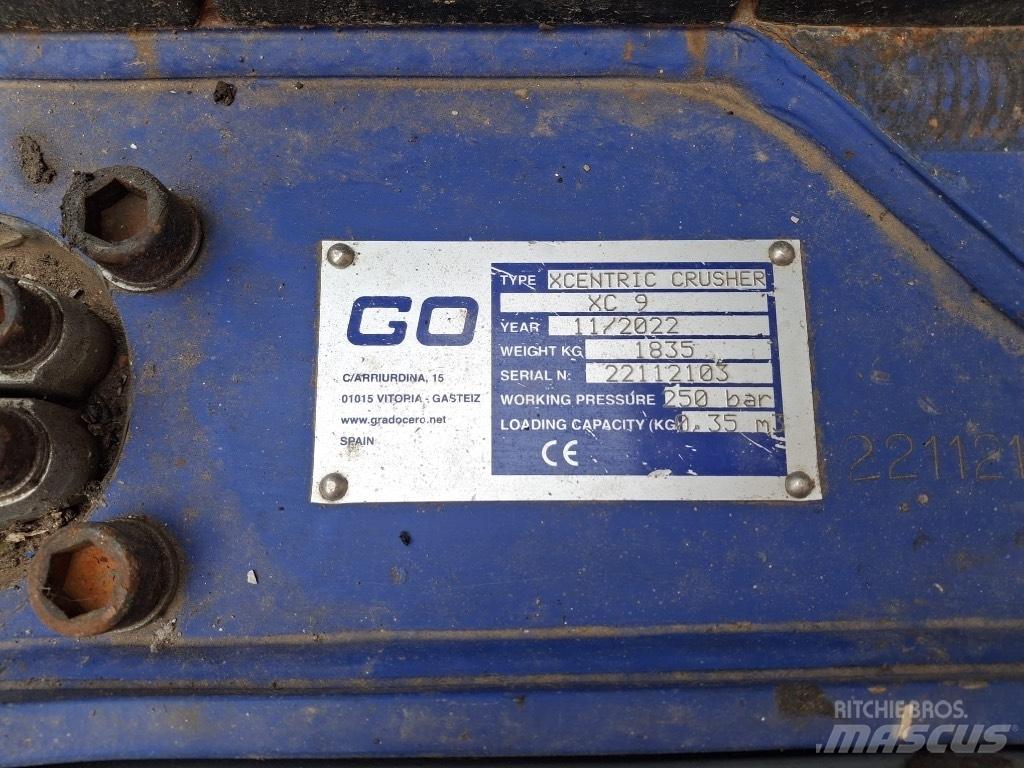 GO
C/ARRIURDINA, 15
01015 VITORIA - GASTEIZ
www.gradocero.net
SPAIN
TYPE XCENTRIC CRUSHER
XC 9
YEAR 11/2022
WEIGHT KG 1835
SERIAL N: 22112103
WORKING PRESSURE 250 bar
LOADING CAPACITY (KG 0.35 m3
CE
221121
RITCHIE BROS.
MASCUS